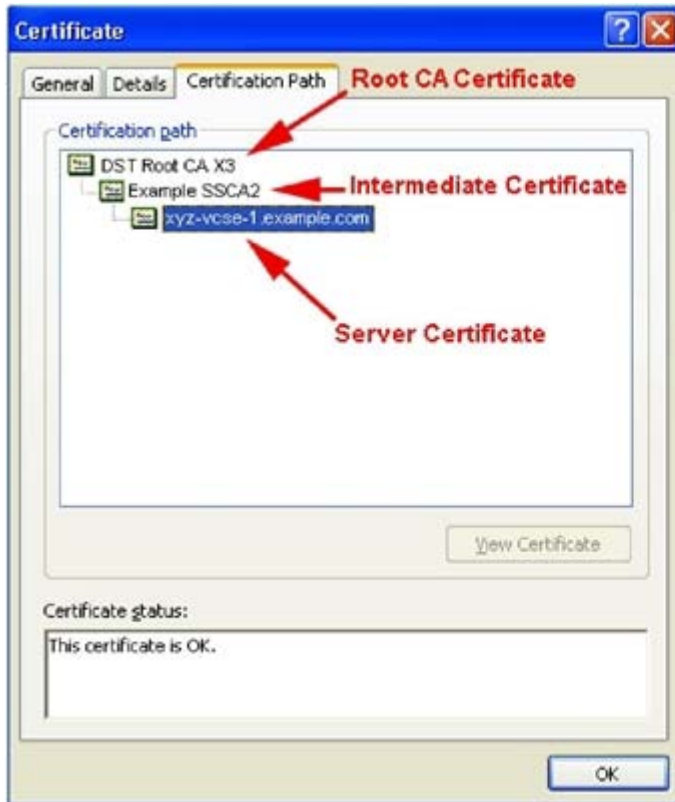 Certificate
General Details Certification Path
Root CA Certificate
Certification path
DST Root CA X3
Example SSCA2
Intermediate Certificate
xyz-vcse-1.example.com
Server Certificate
View Certificate
Certificate status:
This certificate is OK.
OK